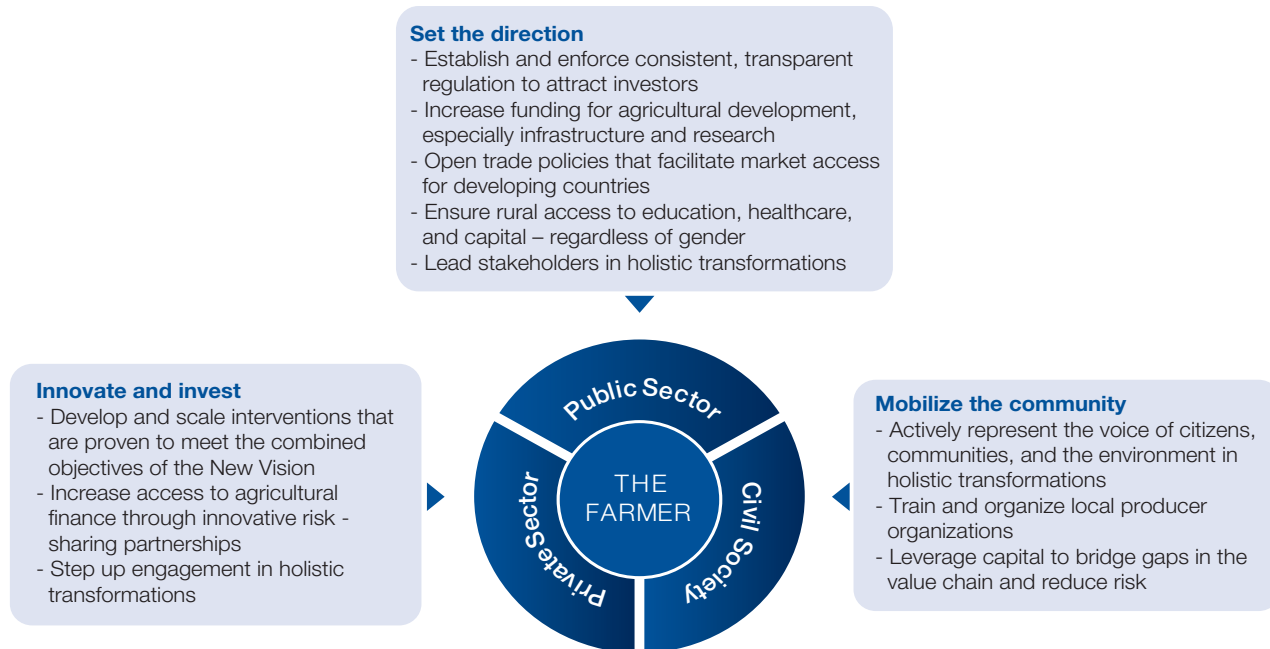 Set the direction
- Establish and enforce consistent, transparent
regulation to attract investors
- Increase funding for agricultural development,
especially infrastructure and research
- Open trade policies that facilitate market access
for developing countries
- Ensure rural access to education, healthcare,
and capital – regardless of gender
- Lead stakeholders in holistic transformations
Innovate and invest
- Develop and scale interventions that
are proven to meet the combined
objectives of the New Vision
- Increase access to agricultural
finance through innovative risk -
sharing partnerships
- Step up engagement in holistic
transformations
Public Sector
Private Sector
THE
FARMER
Civil Society
Mobilize the community
- Actively represent the voice of citizens,
communities, and the environment in
holistic transformations
- Train and organize local producer
organizations
- Leverage capital to bridge gaps in the
value chain and reduce risk